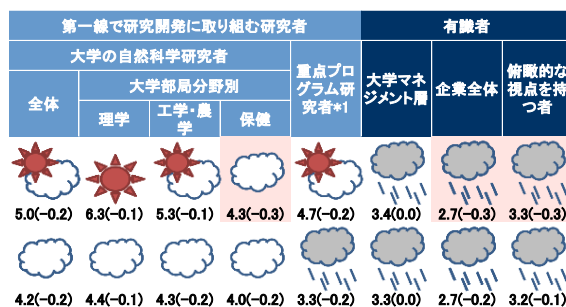 第一線で研究開発に取り組む研究者 有識者
大学の自然科学研究者
重点プログラム研究者*1 大学マネジメント層 企業全体 俯瞰的な視点を持つ者
全体 大学部局分野別
理学 工学・農学 保健
5.0(-0.2) 6.3(-0.1) 5.3(-0.1) 4.3(-0.3) 4.7(-0.2) 3.4(0.0) 2.7(-0.3) 3.3(-0.3)
4.2(-0.2) 4.4(-0.1) 4.3(-0.2) 4.0(-0.2) 3.3(-0.2) 3.3(0.0) 2.7(-0.2) 3.2(-0.1)